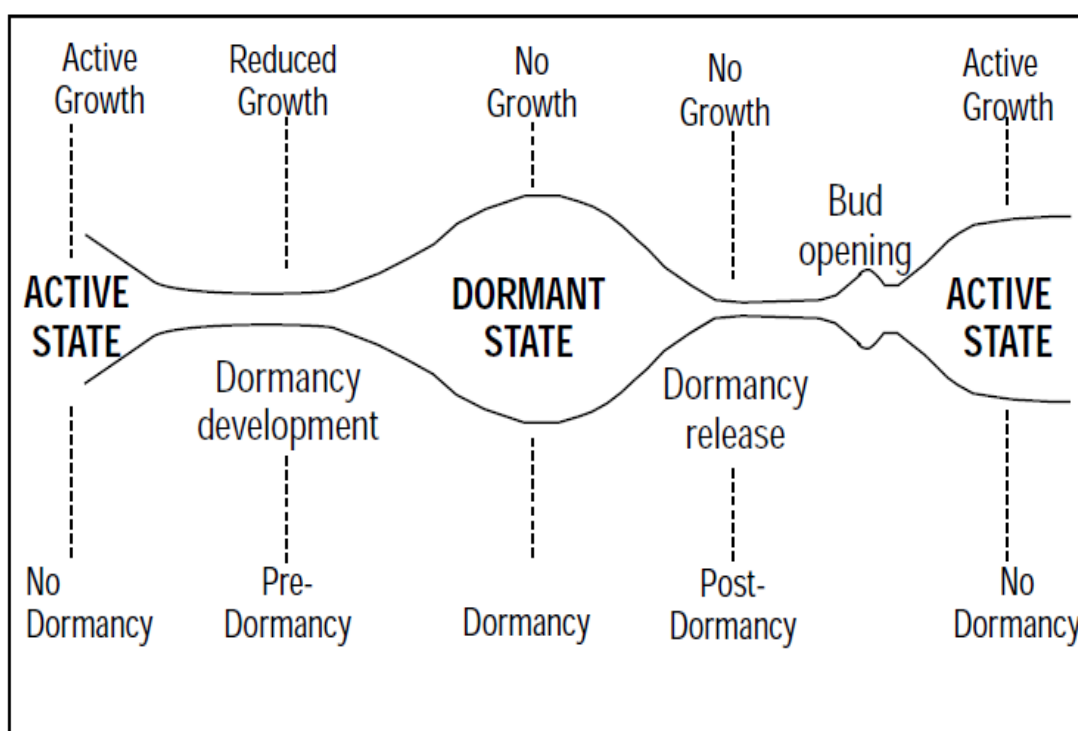 Active
Growth
Reduced
Growth
No
Growth
No
Growth
Active
Growth
Bud
opening
ACTIVE
STATE
DORMANT
STATE
ACTIVE
STATE
Dormancy
development
Dormancy
release
No
Dormancy
Pre-
Dormancy
Dormancy
Post-
Dormancy
No
Dormancy